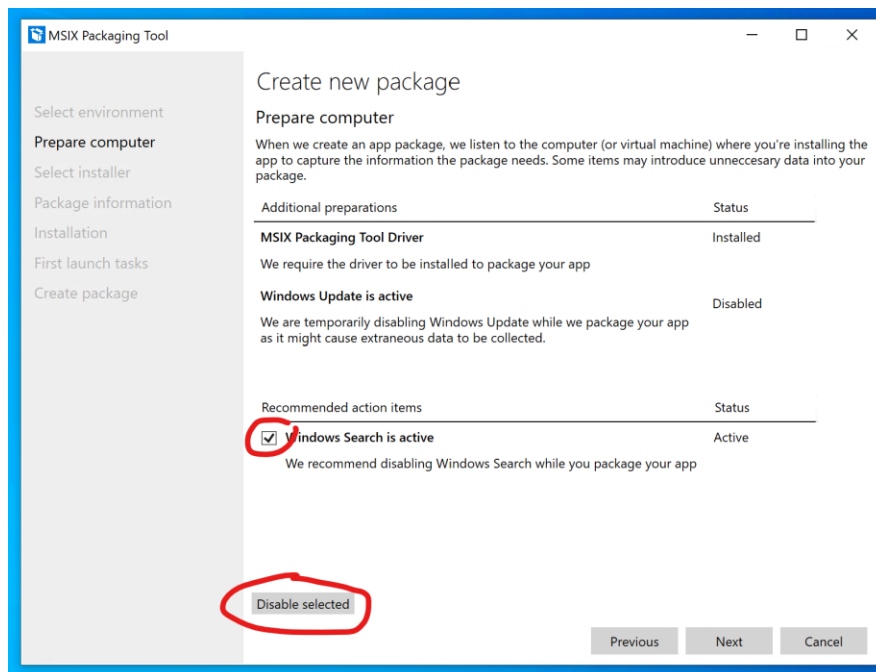 MSIX Packaging Tool
Create new package
Select environment
Prepare computer
Select installer
Package information
Installation
First launch tasks
Create package
Prepare computer
When we create an app package, we listen to the computer (or virtual machine) where you're installing the
app to capture the information the package needs. Some items may introduce unneccesary data into your
package.
Additional preparations Status
MSIX Packaging Tool Driver Installed
We require the driver to be installed to package your app
Windows Update is active Disabled
We are temporarily disabling Windows Update while we package your app
as it might cause extraneous data to be collected.
Recommended action items Status
Windows Search is active Active
We recommend disabling Windows Search while you package your app
Disable selected
Previous Next Cancel